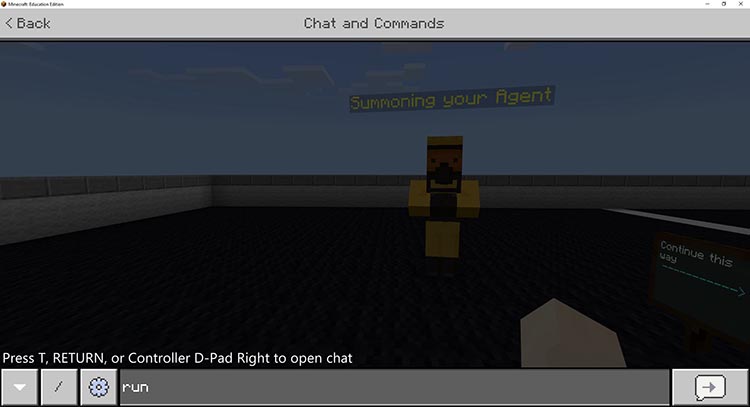 Minecraft: Education Edition
< Back
Chat and Commands
Summoning your Agent
Continue this
way
Press T, RETURN, or Controller D-Pad Right to open chat
/
run